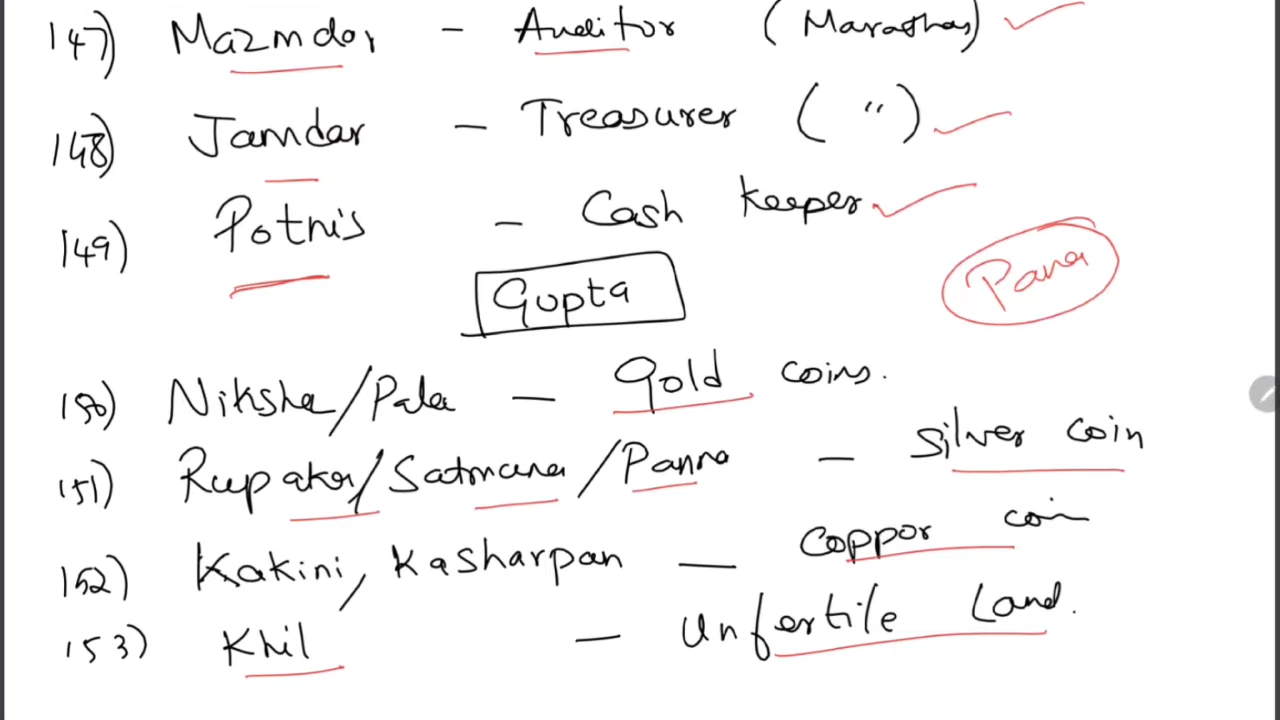 147) Mazmdar - Auditor (Marathas)
148) Jamdar - Treasurer ( " )
149) Potnis - Cash Keeper
Pana
Gupta
150) Niksha/Pala - Gold coins.
151) Rupaka/Satmana/Panna - Silver coin
152) Kakini, Kasharpan - Coppor coin
153) Khil - Unfertile Land.